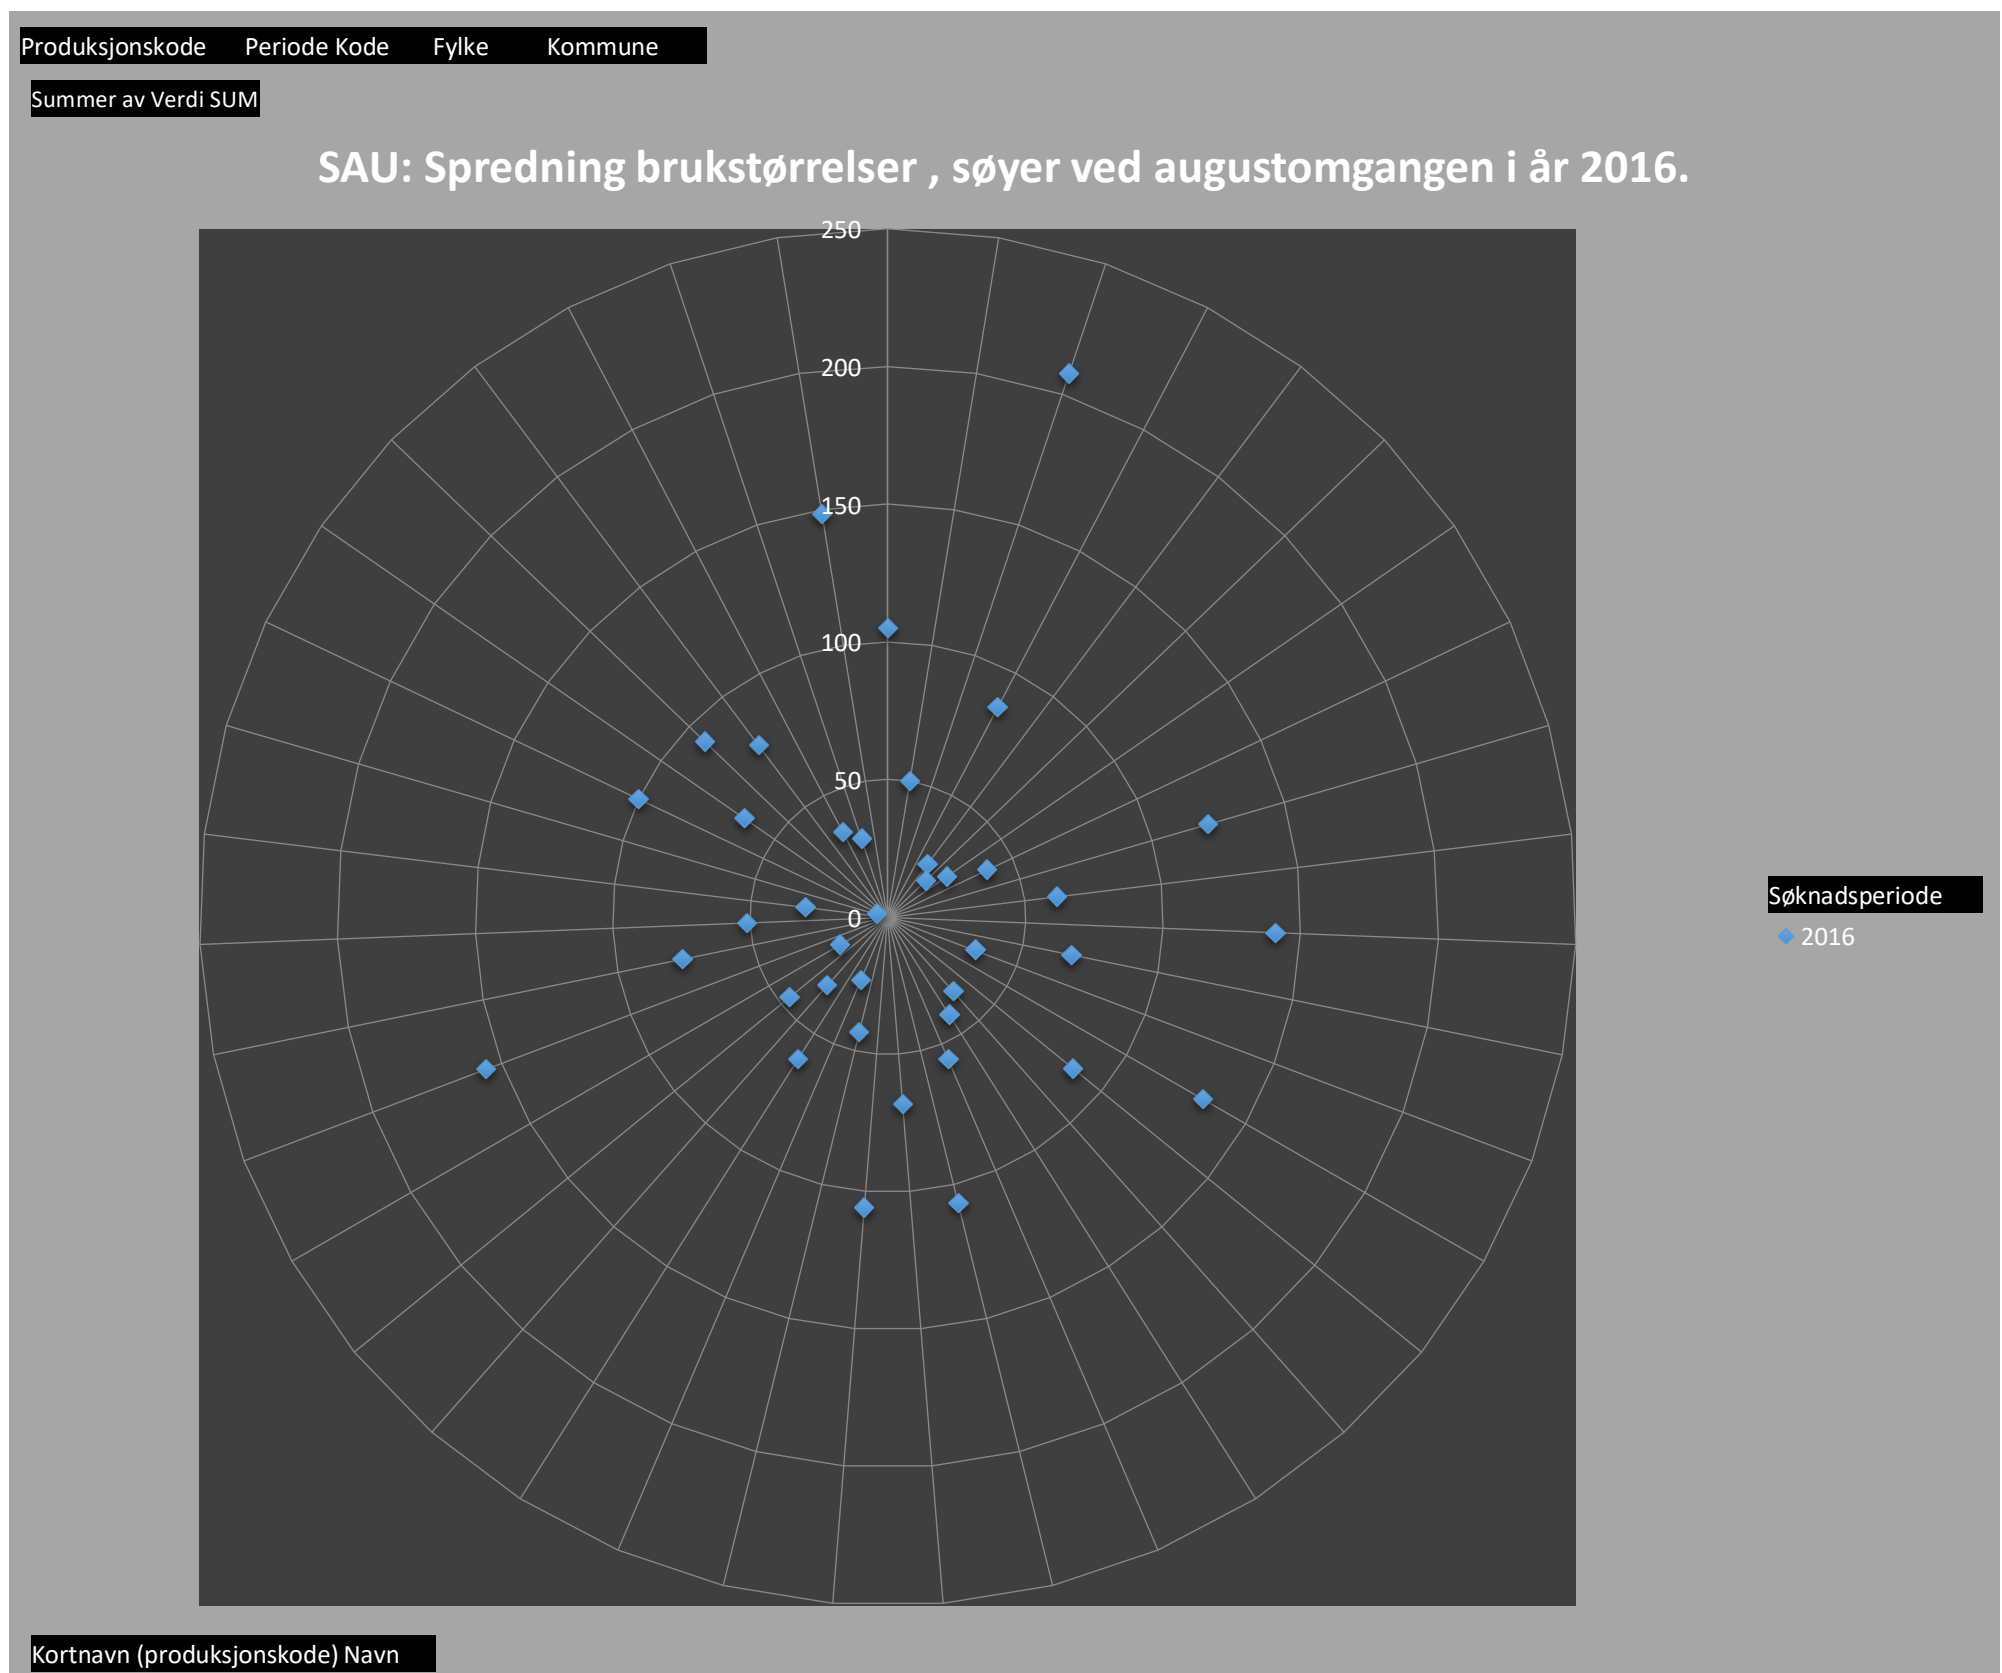 Produksjonskode Periode Kode Fylke Kommune
Summer av Verdi SUM
SAU: Spredning brukstørrelser , søyer ved augustomgangen i år 2016.
250
200
150
100
50
0
Søknadsperiode
2016
Kortnavn (produksjonskode) Navn